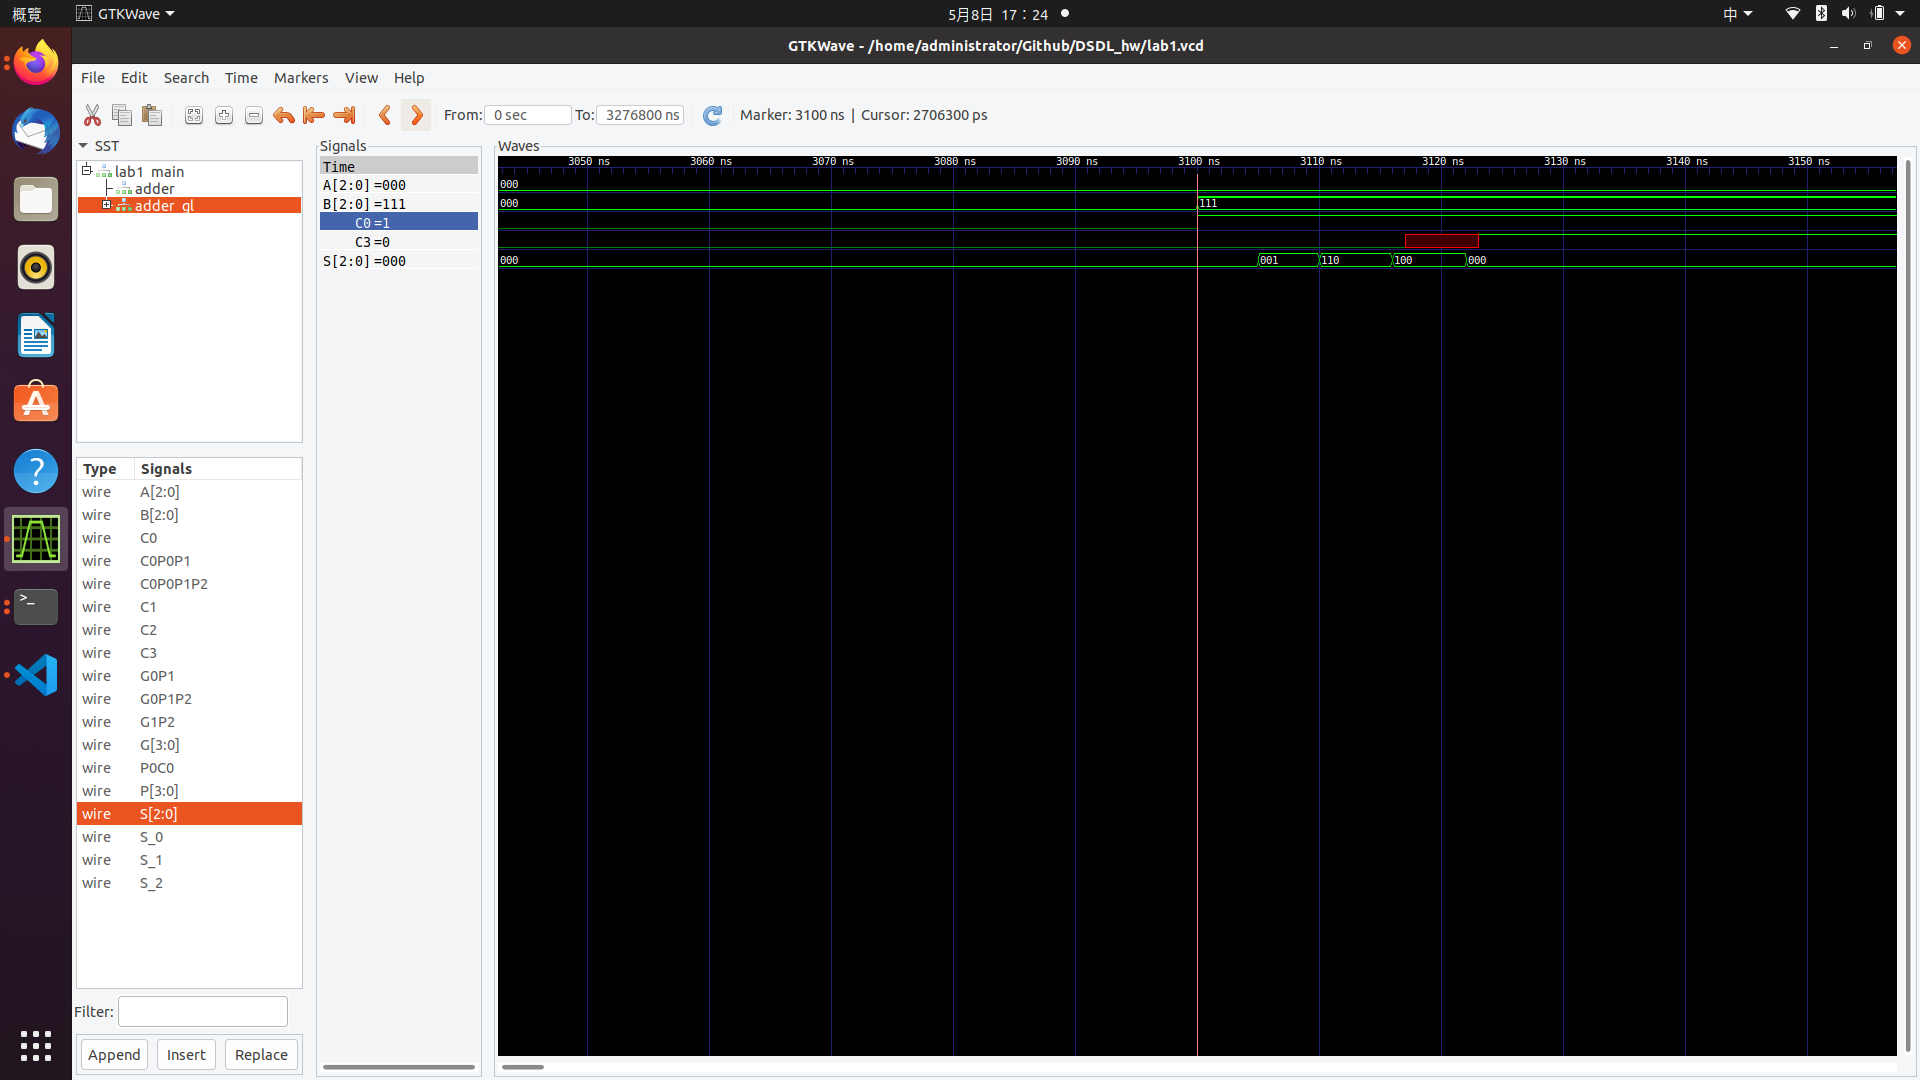 概覽 GTKWave 5月8日 17：24 中
GTKWave - /home/administrator/Github/DSDL_hw/lab1.vcd
File Edit Search Time Markers View Help
From: 0 sec To: 3276800 ns Marker: 3100 ns | Cursor: 2706300 ps
SST
lab1_main
adder
adder_gl
Type Signals
wire A[2:0]
wire B[2:0]
wire C0
wire C0P0P1
wire C0P0P1P2
wire C1
wire C2
wire C3
wire G0P1
wire G0P1P2
wire G1P2
wire G[3:0]
wire P0C0
wire P[3:0]
wire S[2:0]
wire S_0
wire S_1
wire S_2
Filter:
Append Insert Replace
Signals
Time
A[2:0]=000
B[2:0]=111
C0=1
C3=0
S[2:0]=000
Waves
3050 ns 3060 ns 3070 ns 3080 ns 3090 ns 3100 ns 3110 ns 3120 ns 3130 ns 3140 ns 3150 ns
000
000 111
000 001 110 100 000